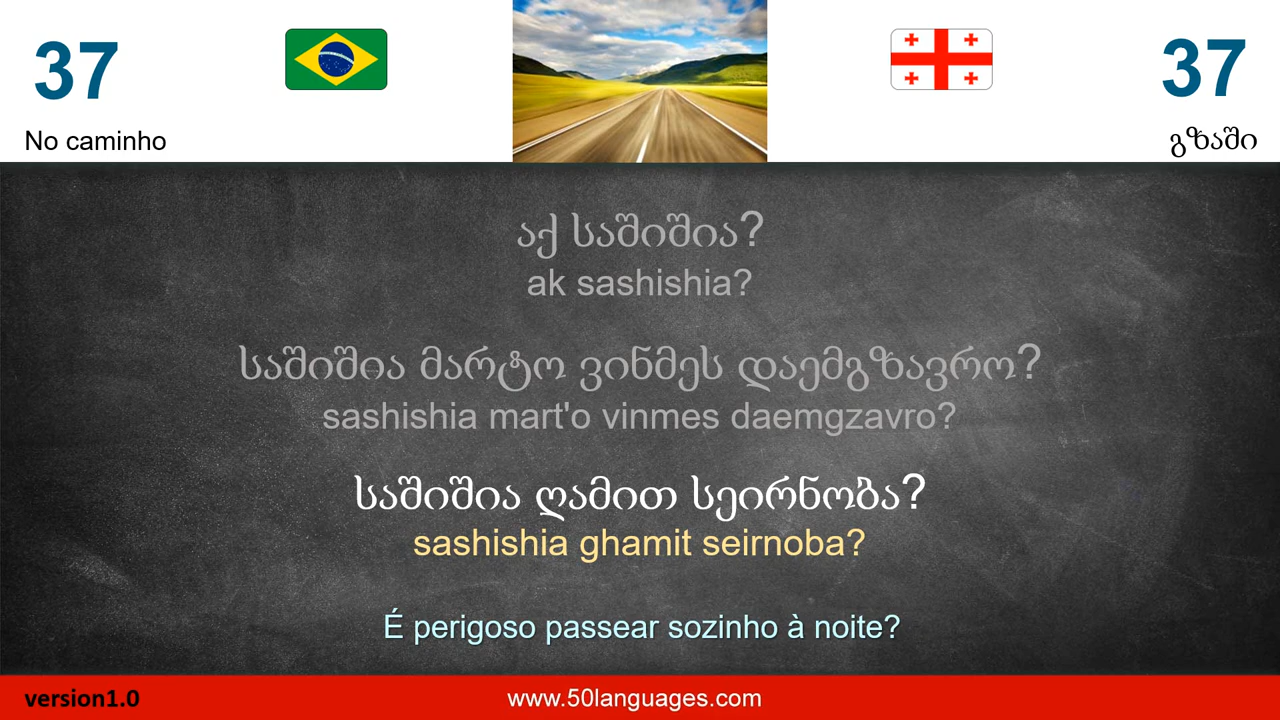 37
37
No caminho
გზაში
აქ საშიშია?
ak sashishia?
საშიშია მარტო ვინმეს დაემგზავრო?
sashishia mart'o vinmes daemgzavro?
საშიშია ღამით სეირნობა?
sashishia ghamit seirnoba?
É perigoso passear sozinho à noite?
version1.0
www.50languages.com